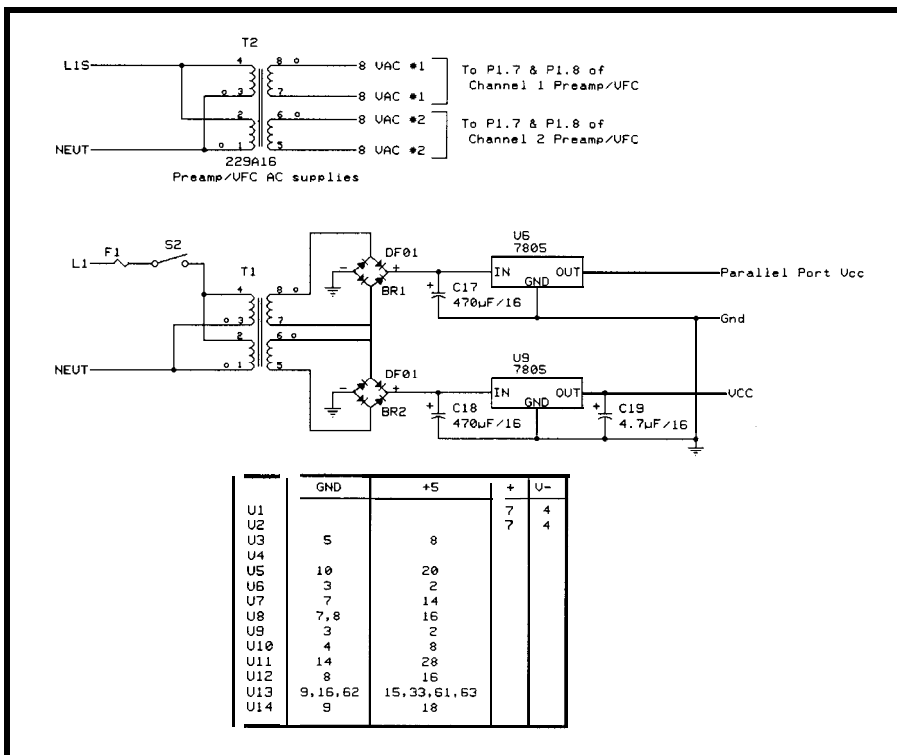 T2
L1S
4
8
8 VAC #1
3
7
8 VAC #1
To P1.7 & P1.8 of
Channel 1 Preamp/VFC
2
6
8 VAC #2
NEUT
1
5
8 VAC #2
To P1.7 & P1.8 of
Channel 2 Preamp/VFC
229A16
Preamp/VFC AC supplies
L1
F1
S2
T1
4
8
3
7
2
6
1
5
NEUT
DF01
- +
BR1
+ C17
470µF/16
U6
7805
IN OUT
GND
Parallel Port Vcc
Gnd
DF01
- +
BR2
+ C18
470µF/16
U9
7805
IN OUT
GND
VCC
+ C19
4.7µF/16
GND +5 + V-
U1 7 4
U2 7 4
U3 5 8
U4
U5 10 20
U6 3 2
U7 7 14
U8 7,8 16
U9 3 2
U10 4 8
U11 14 28
U12 8 16
U13 9,16,62 15,33,61,63
U14 9 18